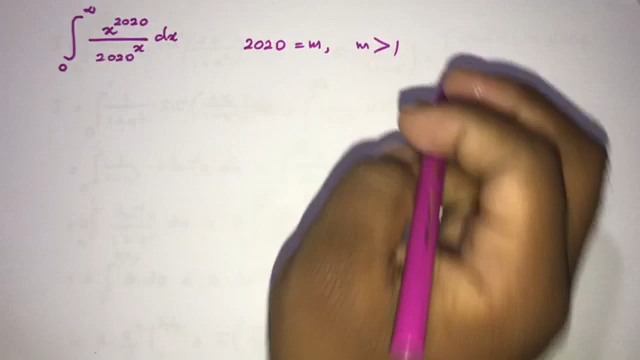 ∫₀^∞ x^2020 / 2020^x dx 2020 = m, m > 1